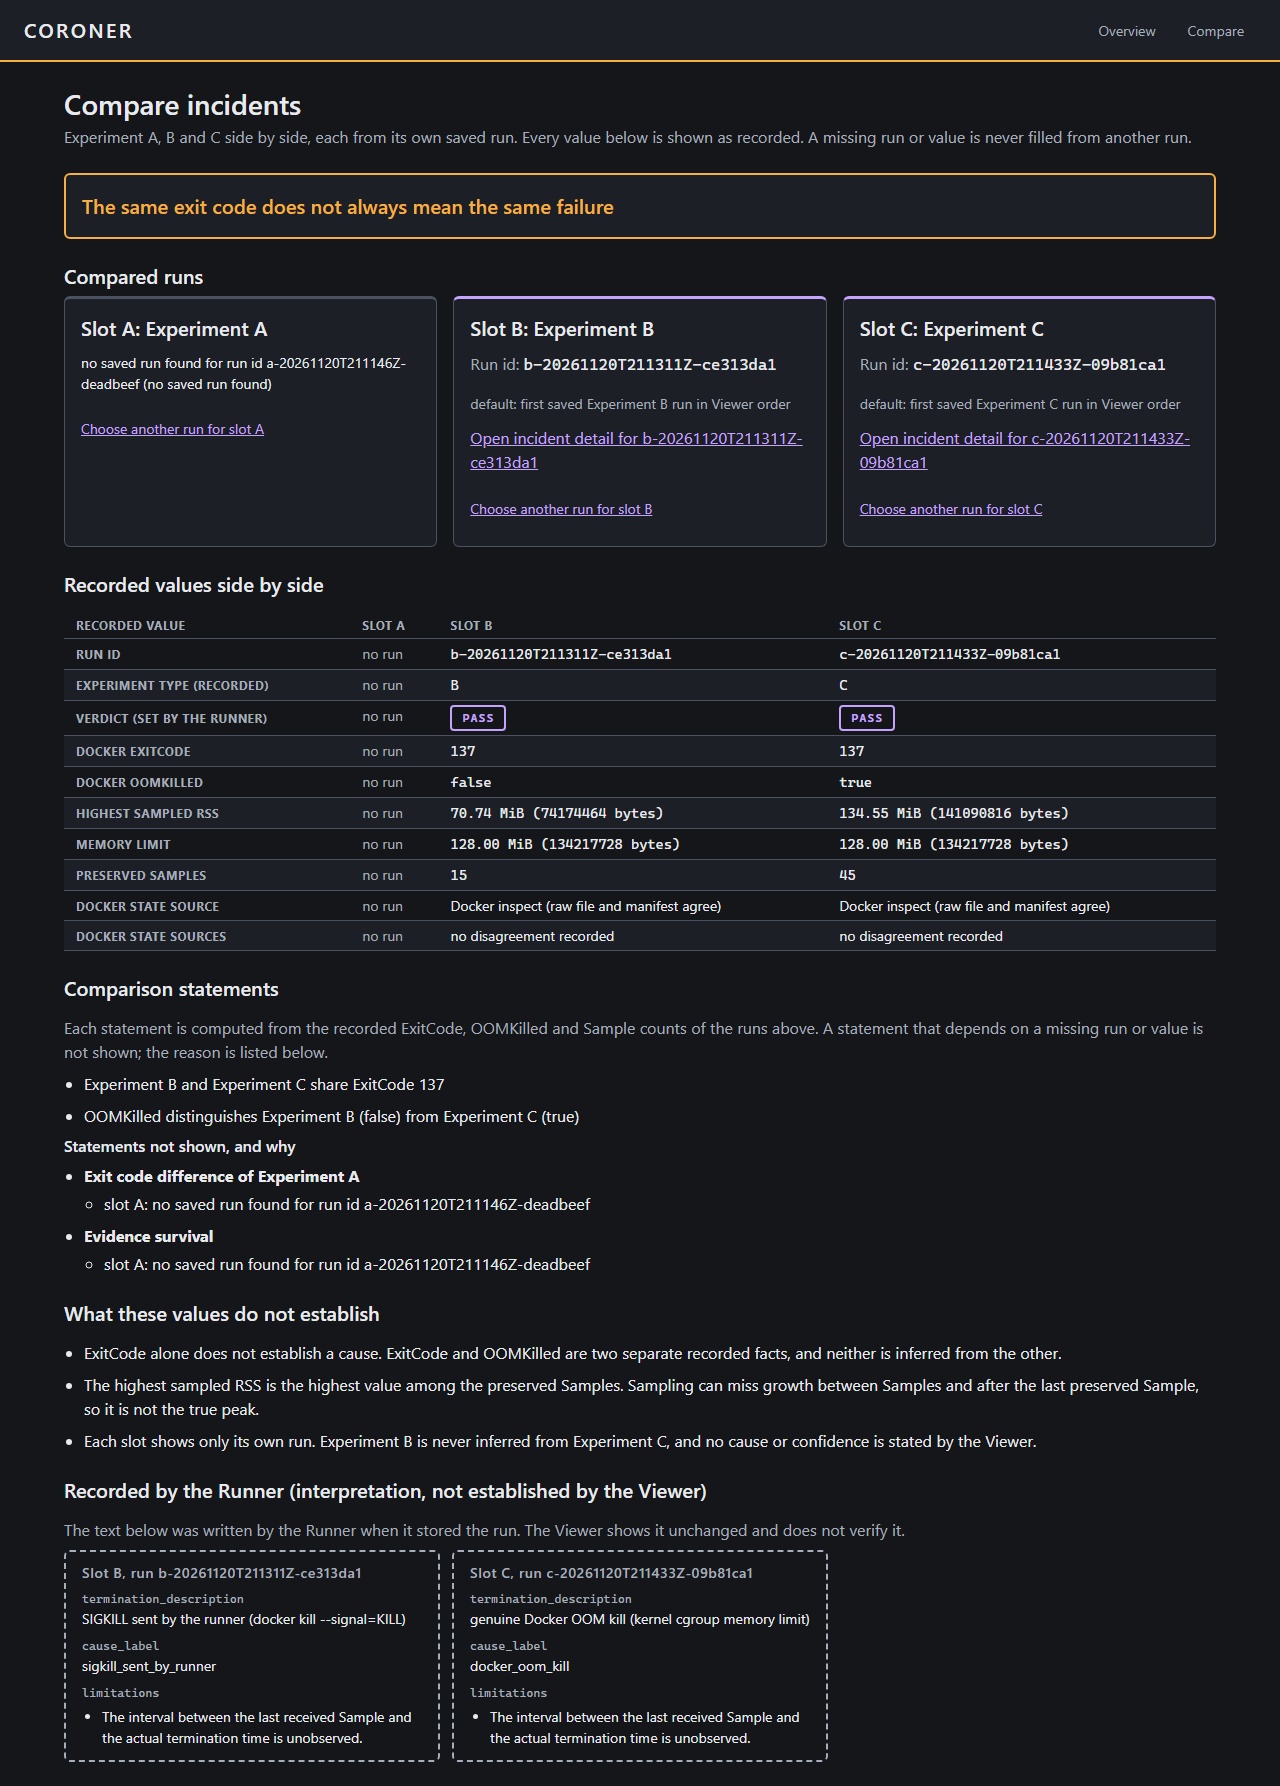 CORONER
Overview
Compare
Compare incidents
Experiment A, B and C side by side, each from its own saved run. Every value below is shown as recorded. A missing run or value is never filled from another run.
The same exit code does not always mean the same failure
Compared runs
Slot A: Experiment A
no saved run found for run id a-20261120T211146Z-
deadbeef (no saved run found)
Choose another run for slot A
Slot B: Experiment B
Run id: b-20261120T211311Z-ce313da1
default: first saved Experiment B run in Viewer order
Open incident detail for b-20261120T211311Z-
ce313da1
Choose another run for slot B
Slot C: Experiment C
Run id: c-20261120T211433Z-09b81ca1
default: first saved Experiment C run in Viewer order
Open incident detail for c-20261120T211433Z-
09b81ca1
Choose another run for slot C
Recorded values side by side
RECORDED VALUE SLOT A SLOT B SLOT C
RUN ID no run b-20261120T211311Z-ce313da1 c-20261120T211433Z-09b81ca1
EXPERIMENT TYPE (RECORDED) no run B C
VERDICT (SET BY THE RUNNER) no run PASS PASS
DOCKER EXITCODE no run 137 137
DOCKER OOMKILLED no run false true
HIGHEST SAMPLED RSS no run 70.74 MiB (74174464 bytes) 134.55 MiB (141090816 bytes)
MEMORY LIMIT no run 128.00 MiB (134217728 bytes) 128.00 MiB (134217728 bytes)
PRESERVED SAMPLES no run 15 45
DOCKER STATE SOURCE no run Docker inspect (raw file and manifest agree) Docker inspect (raw file and manifest agree)
DOCKER STATE SOURCES no run no disagreement recorded no disagreement recorded
Comparison statements
Each statement is computed from the recorded ExitCode, OOMKilled and Sample counts of the runs above. A statement that depends on a missing run or value is
not shown; the reason is listed below.
• Experiment B and Experiment C share ExitCode 137
• OOMKilled distinguishes Experiment B (false) from Experiment C (true)
Statements not shown, and why
• Exit code difference of Experiment A
◦ slot A: no saved run found for run id a-20261120T211146Z-deadbeef
• Evidence survival
◦ slot A: no saved run found for run id a-20261120T211146Z-deadbeef
What these values do not establish
• ExitCode alone does not establish a cause. ExitCode and OOMKilled are two separate recorded facts, and neither is inferred from the other.
• The highest sampled RSS is the highest value among the preserved Samples. Sampling can miss growth between Samples and after the last preserved Sample,
so it is not the true peak.
• Each slot shows only its own run. Experiment B is never inferred from Experiment C, and no cause or confidence is stated by the Viewer.
Recorded by the Runner (interpretation, not established by the Viewer)
The text below was written by the Runner when it stored the run. The Viewer shows it unchanged and does not verify it.
Slot B, run b-20261120T211311Z-ce313da1
termination_description
SIGKILL sent by the runner (docker kill --signal=KILL)
cause_label
sigkill_sent_by_runner
limitations
• The interval between the last received Sample and
the actual termination time is unobserved.
Slot C, run c-20261120T211433Z-09b81ca1
termination_description
genuine Docker OOM kill (kernel cgroup memory limit)
cause_label
docker_oom_kill
limitations
• The interval between the last received Sample and
the actual termination time is unobserved.